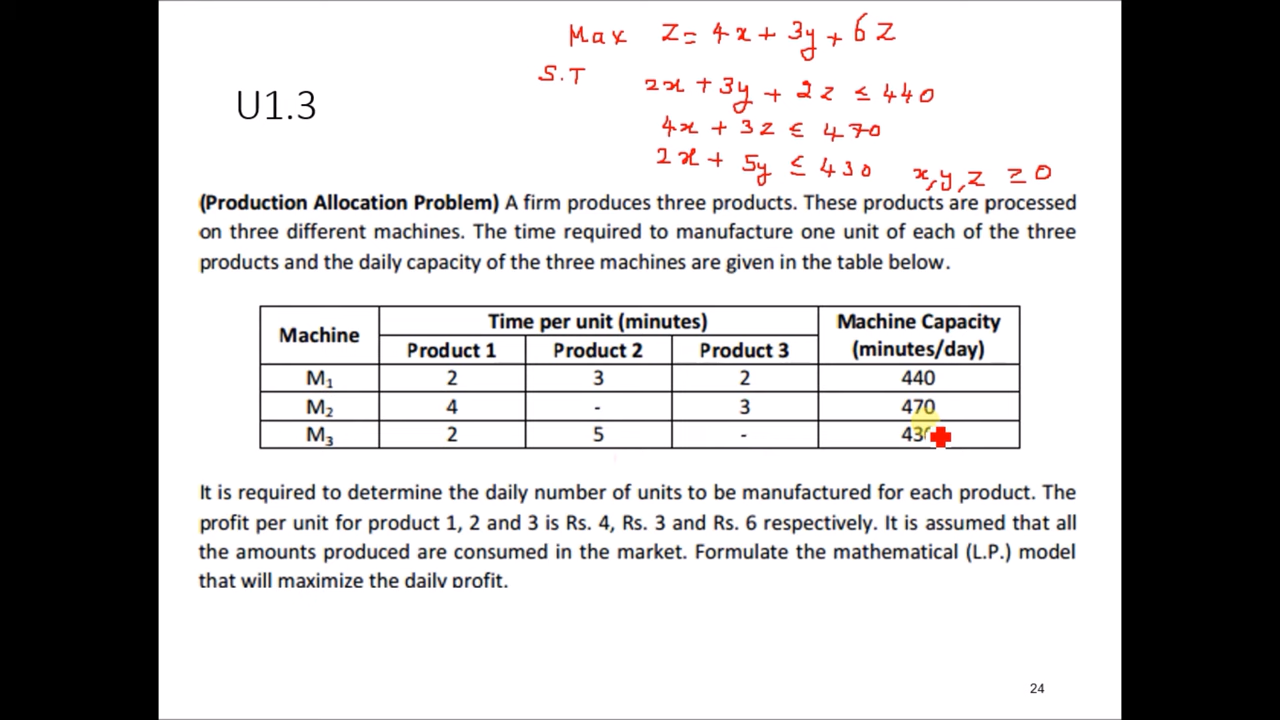 Max Z = 4x + 3y + 6z
S.T 2x + 3y + 2z ≤ 440
U1.3
4x + 3z ≤ 470
2x + 5y ≤ 430 x, y, z ≥ 0
(Production Allocation Problem) A firm produces three products. These products are processed
on three different machines. The time required to manufacture one unit of each of the three
products and the daily capacity of the three machines are given in the table below.
Machine Time per unit (minutes) Machine Capacity (minutes/day)
Product 1 Product 2 Product 3
M₁ 2 3 2 440
M₂ 4 - 3 470
M₃ 2 5 - 430
It is required to determine the daily number of units to be manufactured for each product. The
profit per unit for product 1, 2 and 3 is Rs. 4, Rs. 3 and Rs. 6 respectively. It is assumed that all
the amounts produced are consumed in the market. Formulate the mathematical (L.P.) model
that will maximize the daily profit.
24